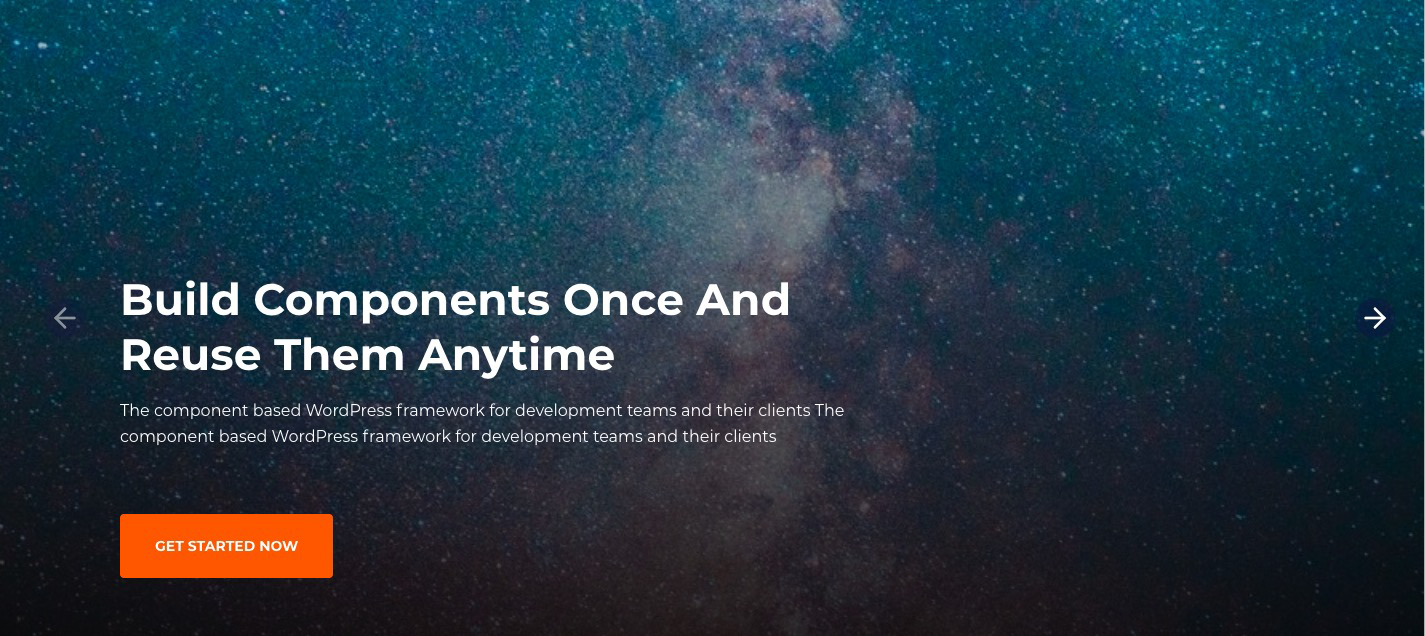 Build Components Once And
Reuse Them Anytime
The component based WordPress framework for development teams and their clients The
component based WordPress framework for development teams and their clients
GET STARTED NOW